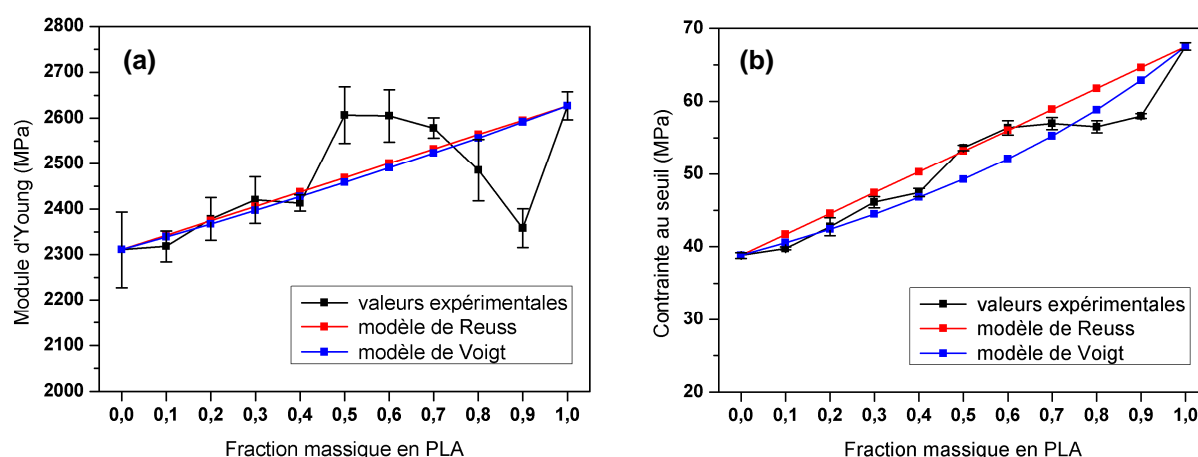 (a)
Module d'Young (MPa)
2800
2700
2600
2500
2400
2300
2200
2100
2000
valeurs expérimentales
modèle de Reuss
modèle de Voigt
0,0 0,1 0,2 0,3 0,4 0,5 0,6 0,7 0,8 0,9 1,0
Fraction massique en PLA
(b)
Contrainte au seuil (MPa)
70
60
50
40
30
20
valeurs expérimentales
modèle de Reuss
modèle de Voigt
0,0 0,1 0,2 0,3 0,4 0,5 0,6 0,7 0,8 0,9 1,0
Fraction massique en PLA